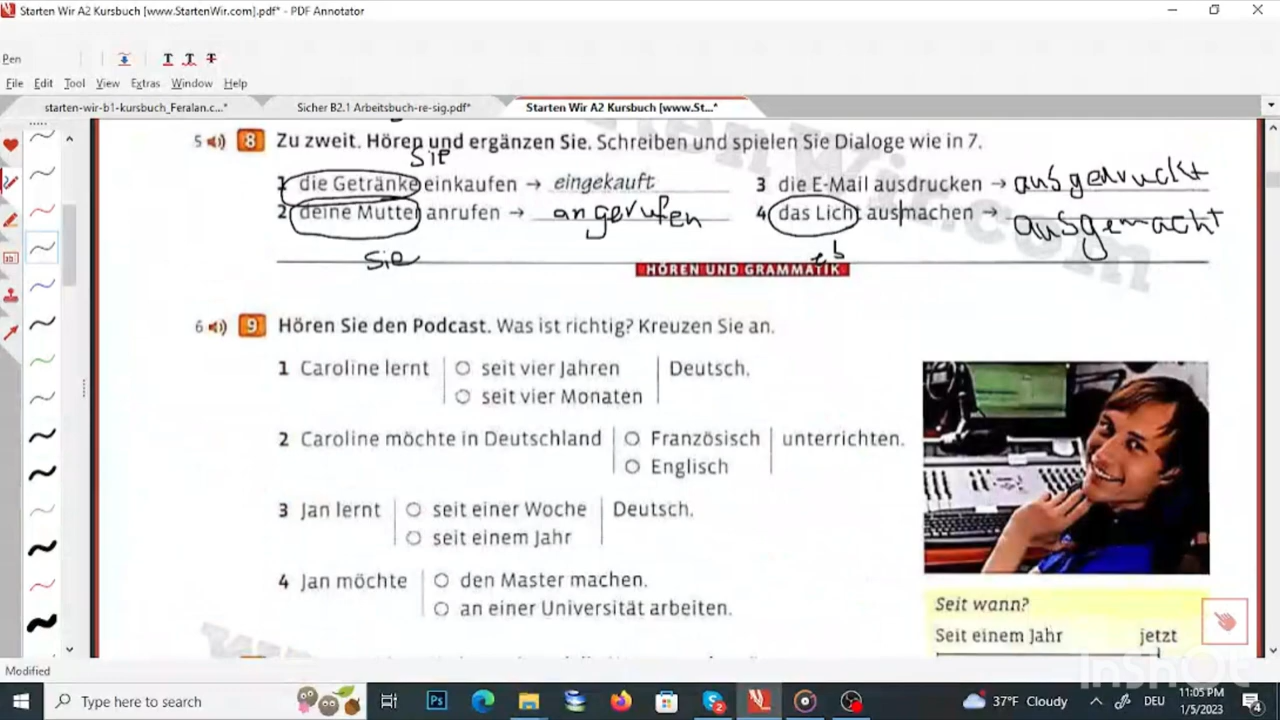 Starten Wir A2 Kursbuch [www.StartenWir.com].pdf* - PDF Annotator
Pen
File Edit Tool View Extras Window Help
starten-wir-b1-kursbuch_Feralan.c...* Sicher B2.1 Arbeitsbuch-re-sig.pdf* Starten Wir A2 Kursbuch [www.St...*
5 8 Zu zweit. Hören und ergänzen Sie. Schreiben und spielen Sie Dialoge wie in 7.
Sie
1 die Getränke einkaufen → eingekauft 3 die E-Mail ausdrucken → ausgedruckt
2 deine Mutter anrufen → angerufen 4 das Licht ausmachen → ausgemacht
sie
HÖREN UND GRAMMATIK
6 9 Hören Sie den Podcast. Was ist richtig? Kreuzen Sie an.
1 Caroline lernt seit vier Jahren Deutsch.
seit vier Monaten
2 Caroline möchte in Deutschland Französisch unterrichten.
Englisch
3 Jan lernt seit einer Woche Deutsch.
seit einem Jahr
4 Jan möchte den Master machen.
an einer Universität arbeiten.
Seit wann?
Seit einem Jahr jetzt
InShot
Modified
Type here to search
37°F Cloudy DEU 11:05 PM
1/5/2023